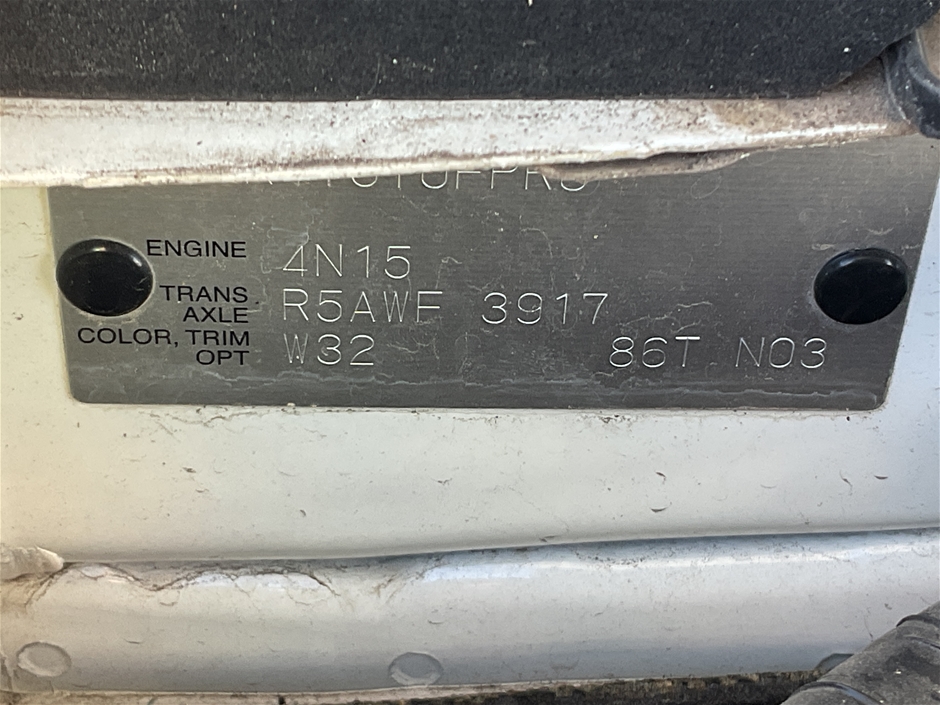 ENGINE 4N15
TRANS. AXLE R5AWF 3917
COLOR, TRIM OPT W32 86T N03